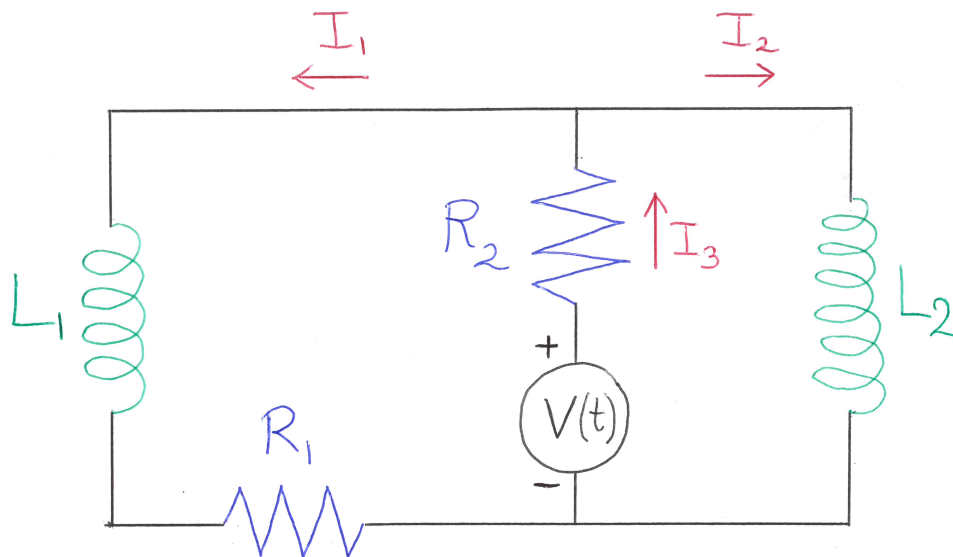 I₁
I₂
R₂
I₃
L₁
L₂
+
V(t)
R₁
-